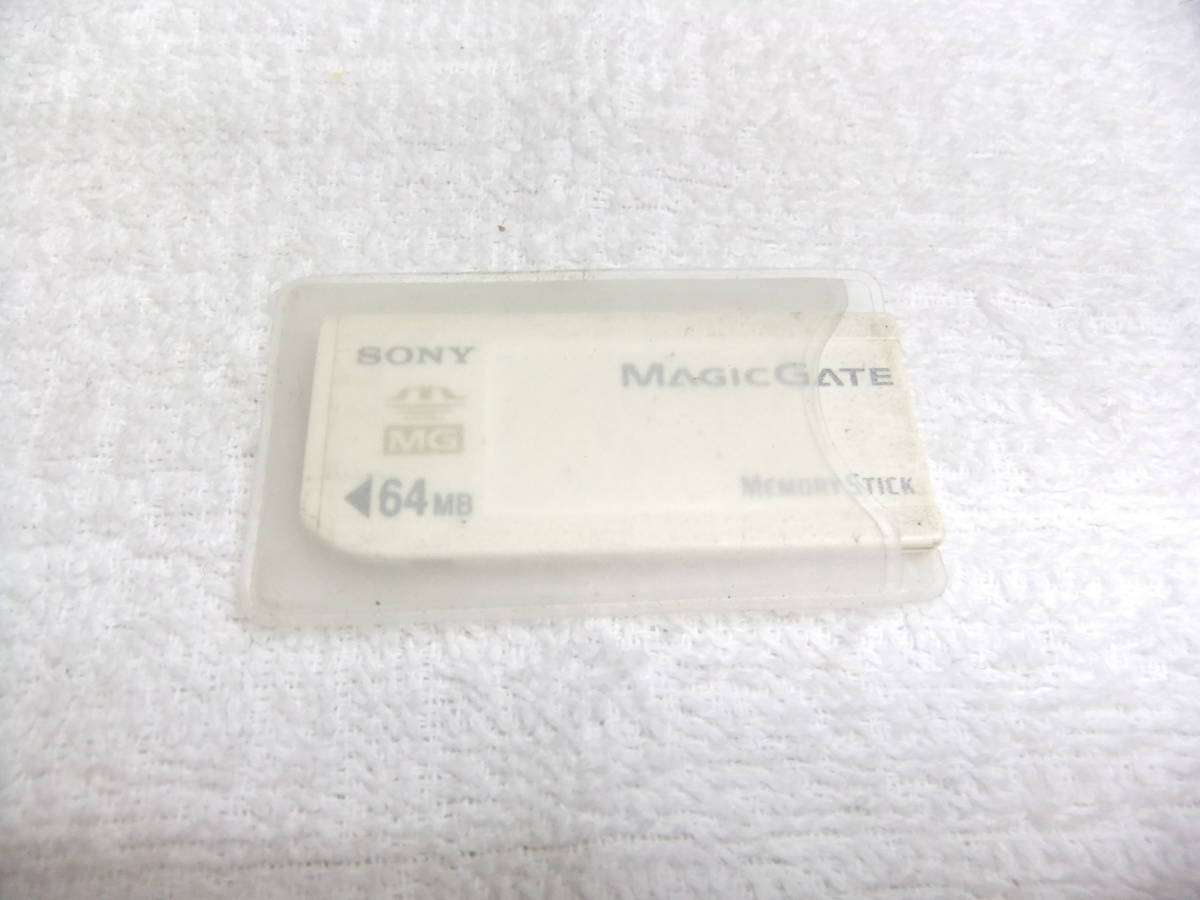 SONY
MAGICGATE
MG
◀64MB
MEMORY STICK